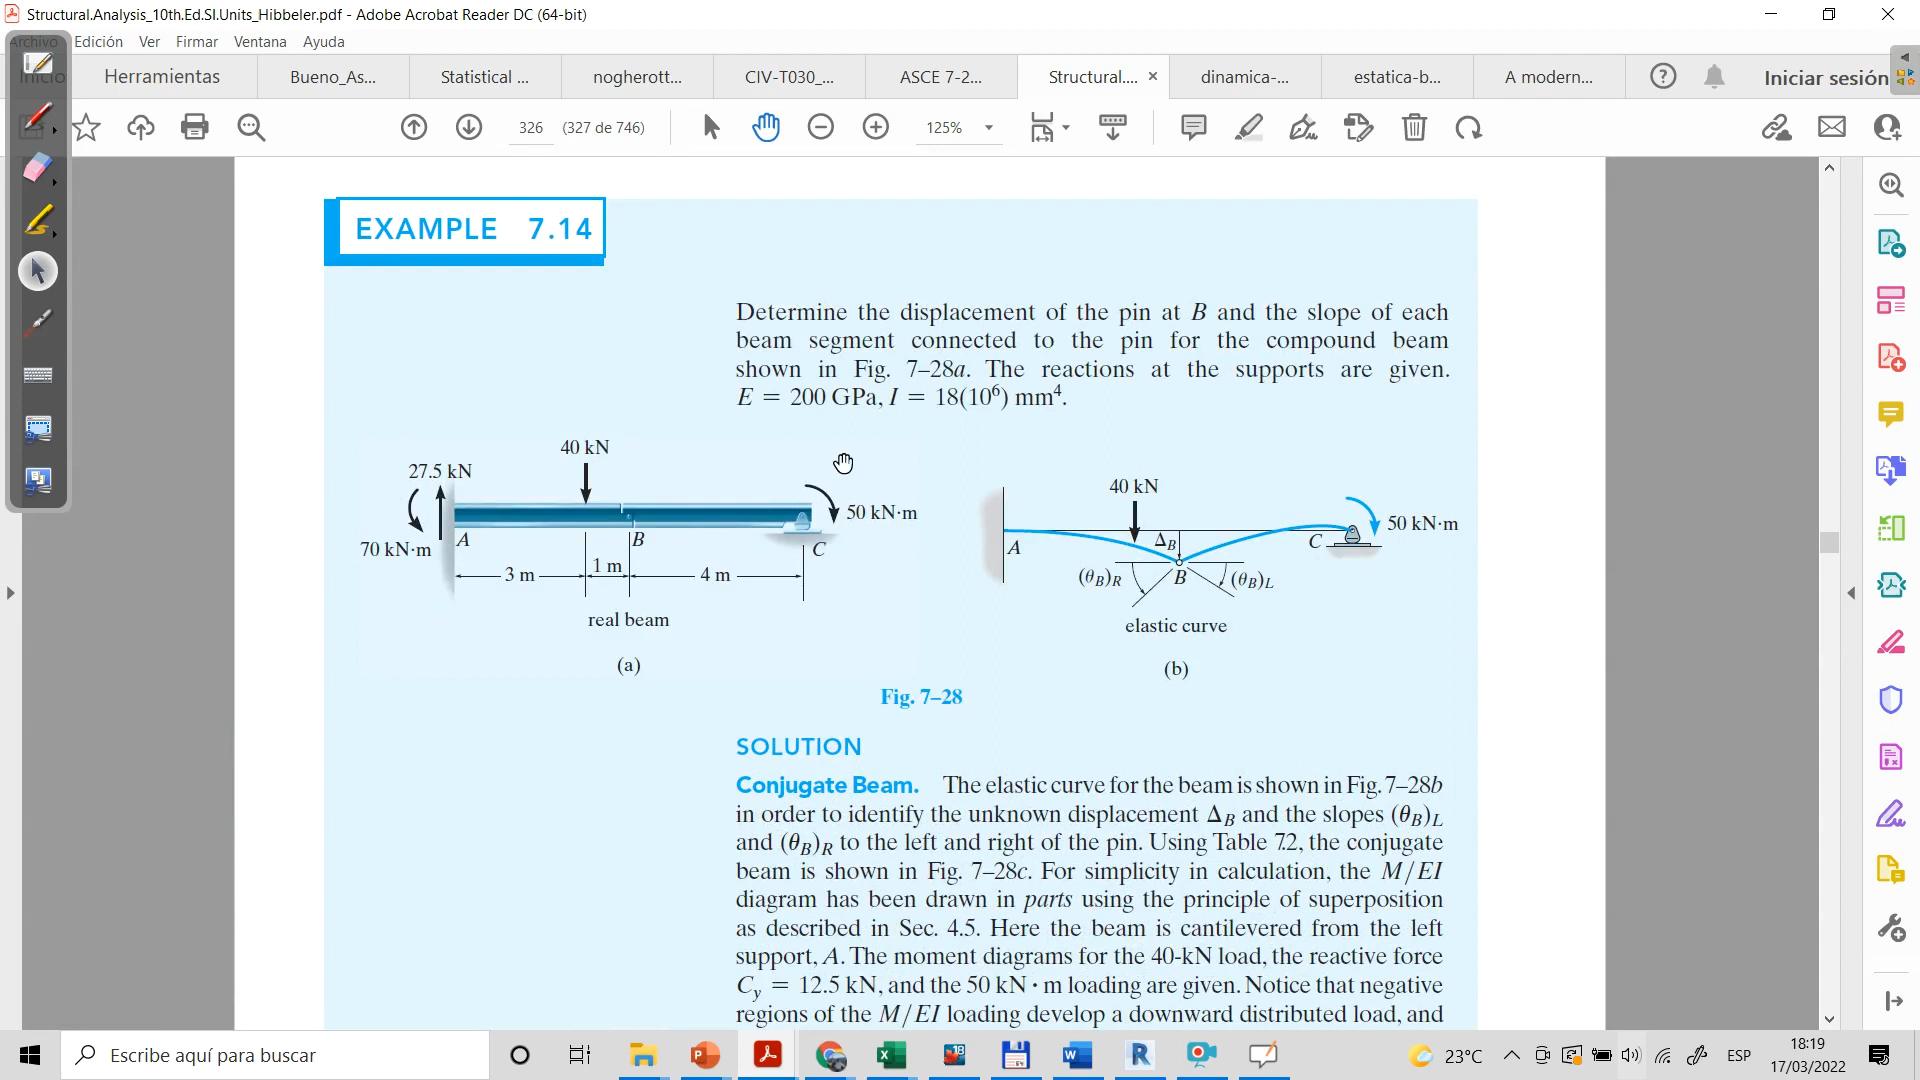 Structural.Analysis_10th.Ed.SI.Units_Hibbeler.pdf - Adobe Acrobat Reader DC (64-bit)
Archivo Edición Ver Firmar Ventana Ayuda
Inicio Herramientas Bueno_As... Statistical ... nogherott... CIV-T030_... ASCE 7-2... Structural.... dinamica-... estatica-b... A modern... Iniciar sesión
326 (327 de 746) 125%
EXAMPLE 7.14
Determine the displacement of the pin at B and the slope of each
beam segment connected to the pin for the compound beam
shown in Fig. 7–28a. The reactions at the supports are given.
E = 200 GPa, I = 18(10⁶) mm⁴.
40 kN
27.5 kN
50 kN·m
70 kN·m
A
B
C
3 m
1 m
4 m
real beam
(a)
40 kN
50 kN·m
A
Δ_B
C
(θ_B)_R
B
(θ_B)_L
elastic curve
(b)
Fig. 7–28
SOLUTION
Conjugate Beam. The elastic curve for the beam is shown in Fig. 7–28b
in order to identify the unknown displacement Δ_B and the slopes (θ_B)_L
and (θ_B)_R to the left and right of the pin. Using Table 7.2, the conjugate
beam is shown in Fig. 7–28c. For simplicity in calculation, the M/EI
diagram has been drawn in parts using the principle of superposition
as described in Sec. 4.5. Here the beam is cantilevered from the left
support, A. The moment diagrams for the 40-kN load, the reactive force
C_y = 12.5 kN, and the 50 kN · m loading are given. Notice that negative
regions of the M/EI loading develop a downward distributed load, and
Escribe aquí para buscar
23°C
ESP
18:19
17/03/2022